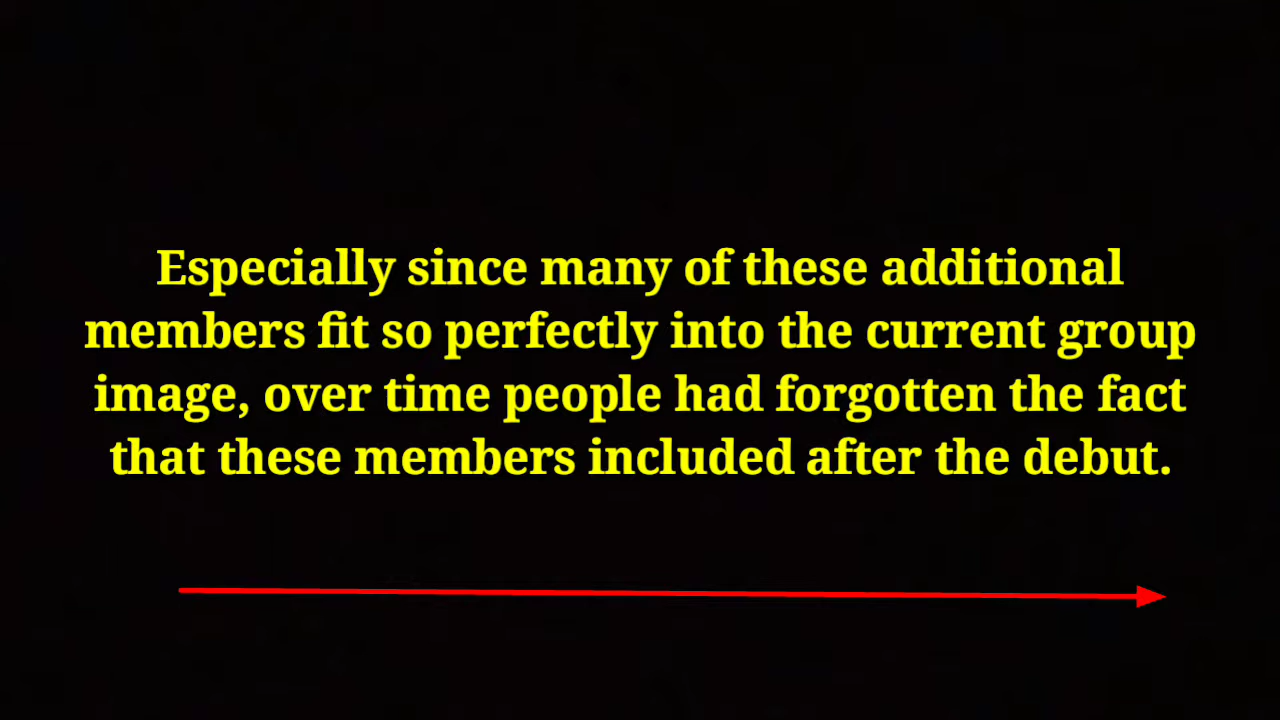 Especially since many of these additional
members fit so perfectly into the current group
image, over time people had forgotten the fact
that these members included after the debut.